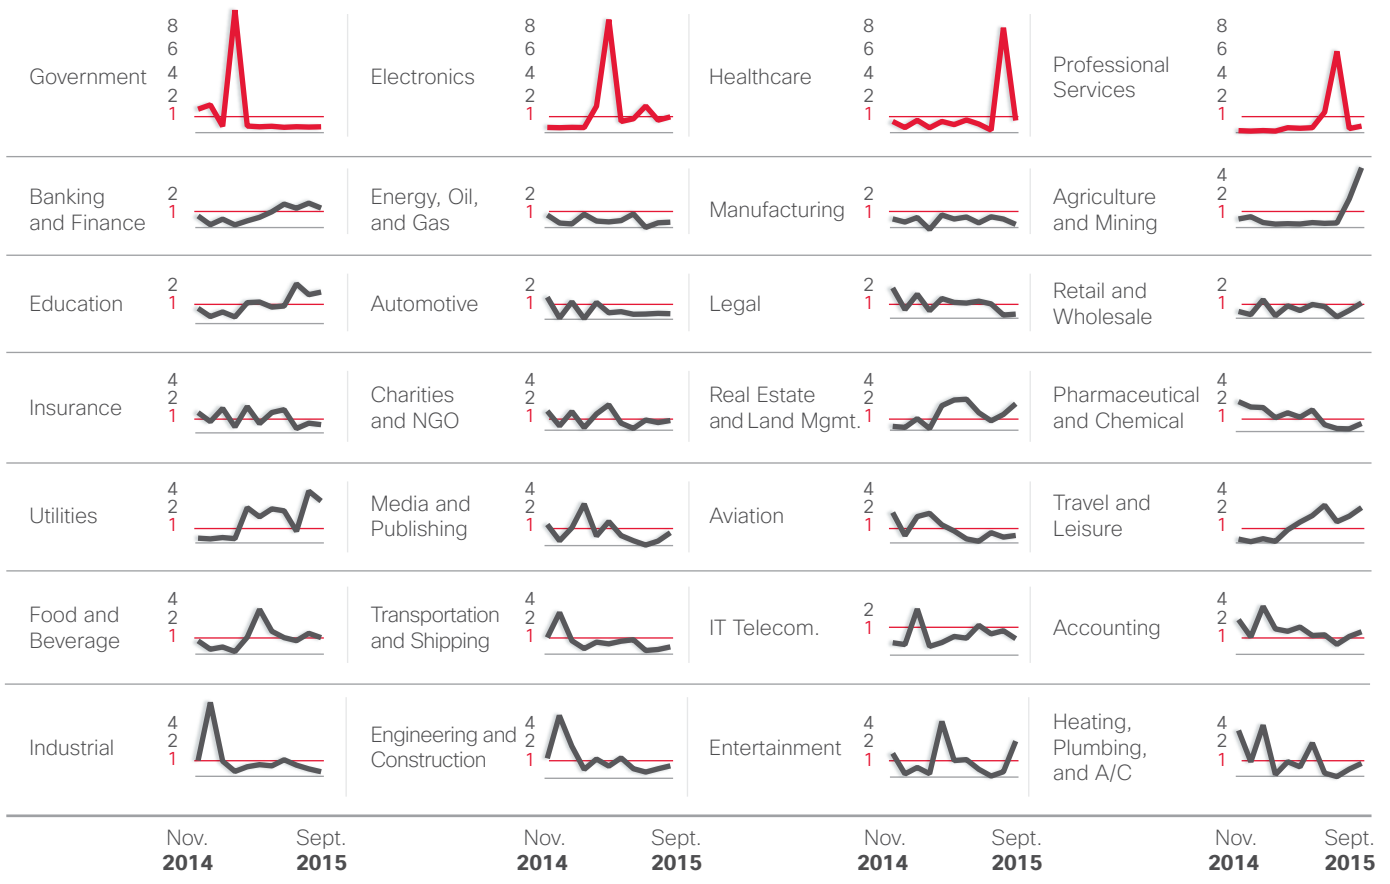 Government
8
6
4
2
1
Electronics
8
6
4
2
1
Healthcare
8
6
4
2
1
Professional
Services
8
6
4
2
1
Banking
and Finance
2
1
Energy, Oil,
and Gas
2
1
Manufacturing
2
1
Agriculture
and Mining
4
2
1
Education
2
1
Automotive
2
1
Legal
2
1
Retail and
Wholesale
2
1
Insurance
4
2
1
Charities
and NGO
4
2
1
Real Estate
and Land Mgmt.
4
2
1
Pharmaceutical
and Chemical
4
2
1
Utilities
4
2
1
Media and
Publishing
4
2
1
Aviation
4
2
1
Travel and
Leisure
4
2
1
Food and
Beverage
4
2
1
Transportation
and Shipping
4
2
1
IT Telecom.
2
1
Accounting
4
2
1
Industrial
4
2
1
Engineering and
Construction
4
2
1
Entertainment
4
2
1
Heating,
Plumbing,
and A/C
4
2
1
Nov.
2014
Sept.
2015
Nov.
2014
Sept.
2015
Nov.
2014
Sept.
2015
Nov.
2014
Sept.
2015